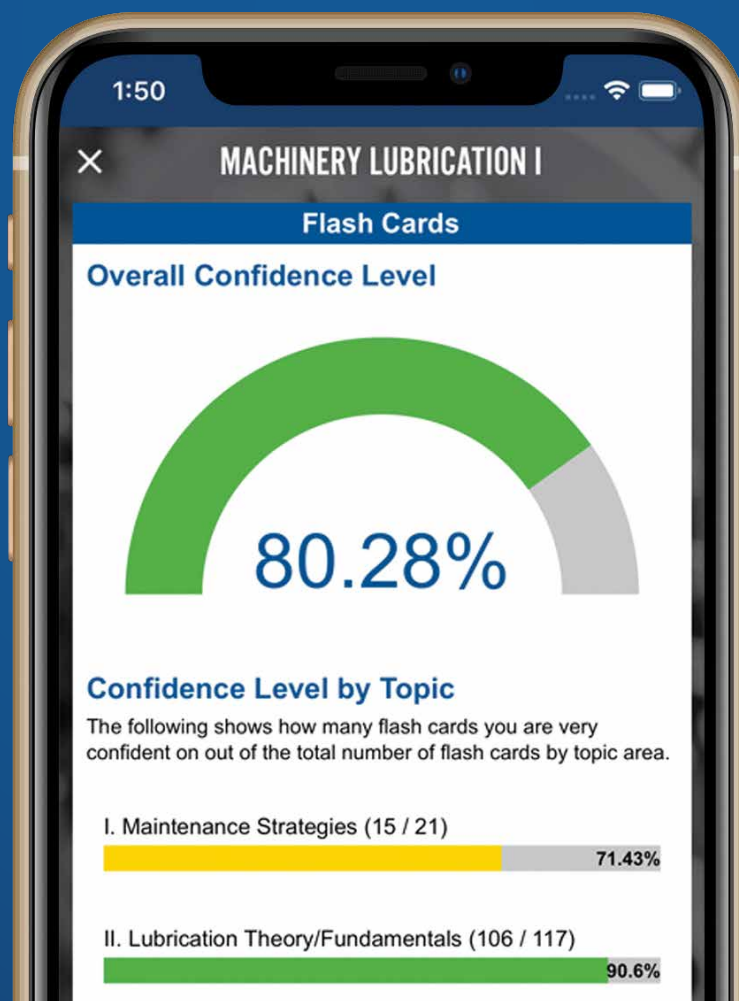 1:50
MACHINERY LUBRICATION I
Flash Cards
Overall Confidence Level
80.28%
Confidence Level by Topic
The following shows how many flash cards you are very
confident on out of the total number of flash cards by topic area.
I. Maintenance Strategies (15 / 21)
71.43%
II. Lubrication Theory/Fundamentals (106 / 117)
90.6%